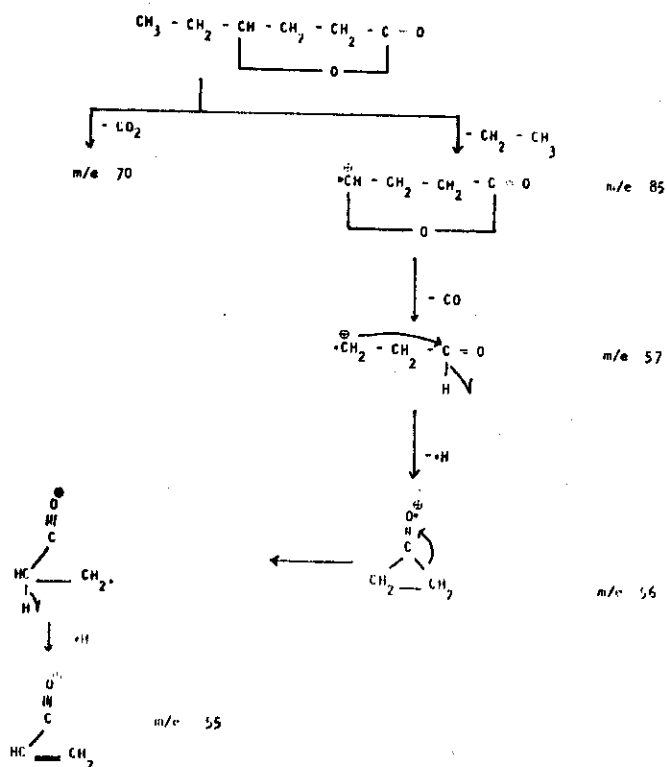 CH3 - CH2 - CH - CH2 - CH2 - C - O
O
- CO2
- CH2 - CH3
m/e 70
⊕
•CH - CH2 - CH2 - C = O
m/e 85
O
- CO
⊕
•CH2 - CH2 - C = O
m/e 57
H
- •H
O
⊕
O•
C
C
HC CH2•
CH2 CH2
H
m/e 56
•H
O
C
m/e 55
HC CH2